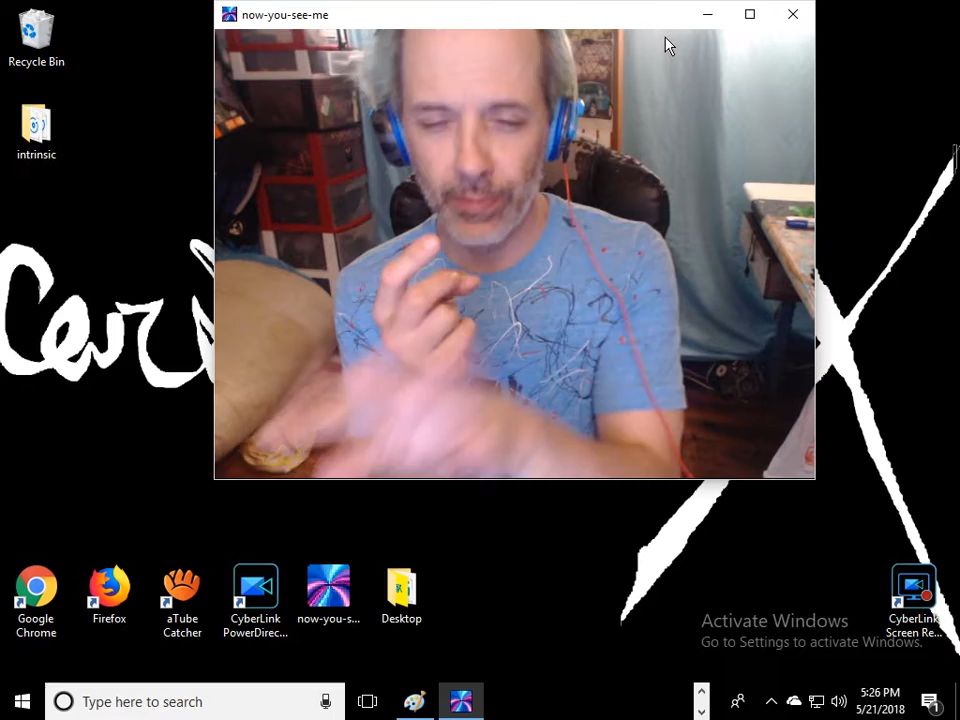 now-you-see-me
Recycle Bin
intrinsic
Google
Chrome
Firefox
aTube
Catcher
CyberLink
PowerDirec...
now-you-s...
Desktop
CyberLink
Screen Re...
Activate Windows
Go to Settings to activate Windows.
Type here to search
5:26 PM
5/21/2018
1